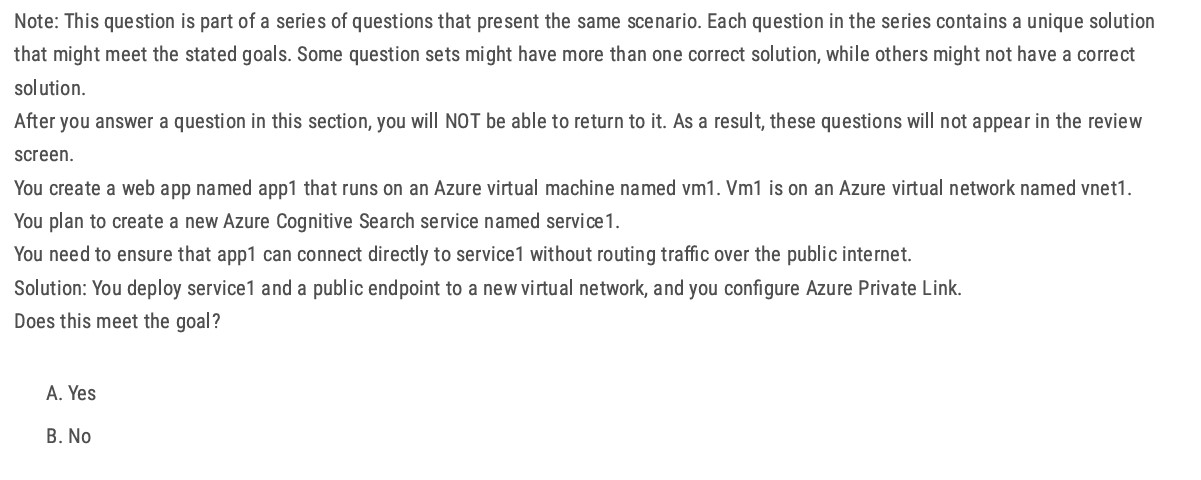 Note: This question is part of a series of questions that present the same scenario. Each question in the series contains a unique solution
that might meet the stated goals. Some question sets might have more than one correct solution, while others might not have a correct
solution.
After you answer a question in this section, you will NOT be able to return to it. As a result, these questions will not appear in the review
screen.
You create a web app named app1 that runs on an Azure virtual machine named vm1. Vm1 is on an Azure virtual network named vnet1.
You plan to create a new Azure Cognitive Search service named service1.
You need to ensure that app1 can connect directly to service1 without routing traffic over the public internet.
Solution: You deploy service1 and a public endpoint to a new virtual network, and you configure Azure Private Link.
Does this meet the goal?
A. Yes
B. No